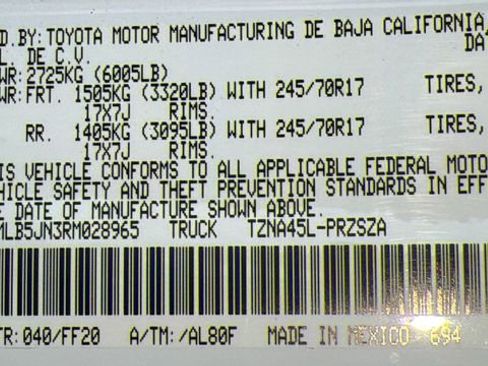 D.BY:TOYOTA MOTOR MANUFACTURING DE BAJA CALIFORNIA,
L. DE C.V. DA
WR:2725KG (6005LB)
WR:FRT. 1505KG (3320LB) WITH 245/70R17 TIRES,
17X7J RIMS.
RR. 1405KG (3095LB) WITH 245/70R17 TIRES,
17X7J RIMS.
IS VEHICLE CONFORMS TO ALL APPLICABLE FEDERAL MOTO
HICLE SAFETY AND THEFT PREVENTION STANDARDS IN EFF
E DATE OF MANUFACTURE SHOWN ABOVE.
MLB5JN3RM028965 TRUCK TZNA45L-PRZSZA
TR:040/FF20 A/TM:/AL80F MADE IN MEXICO 694